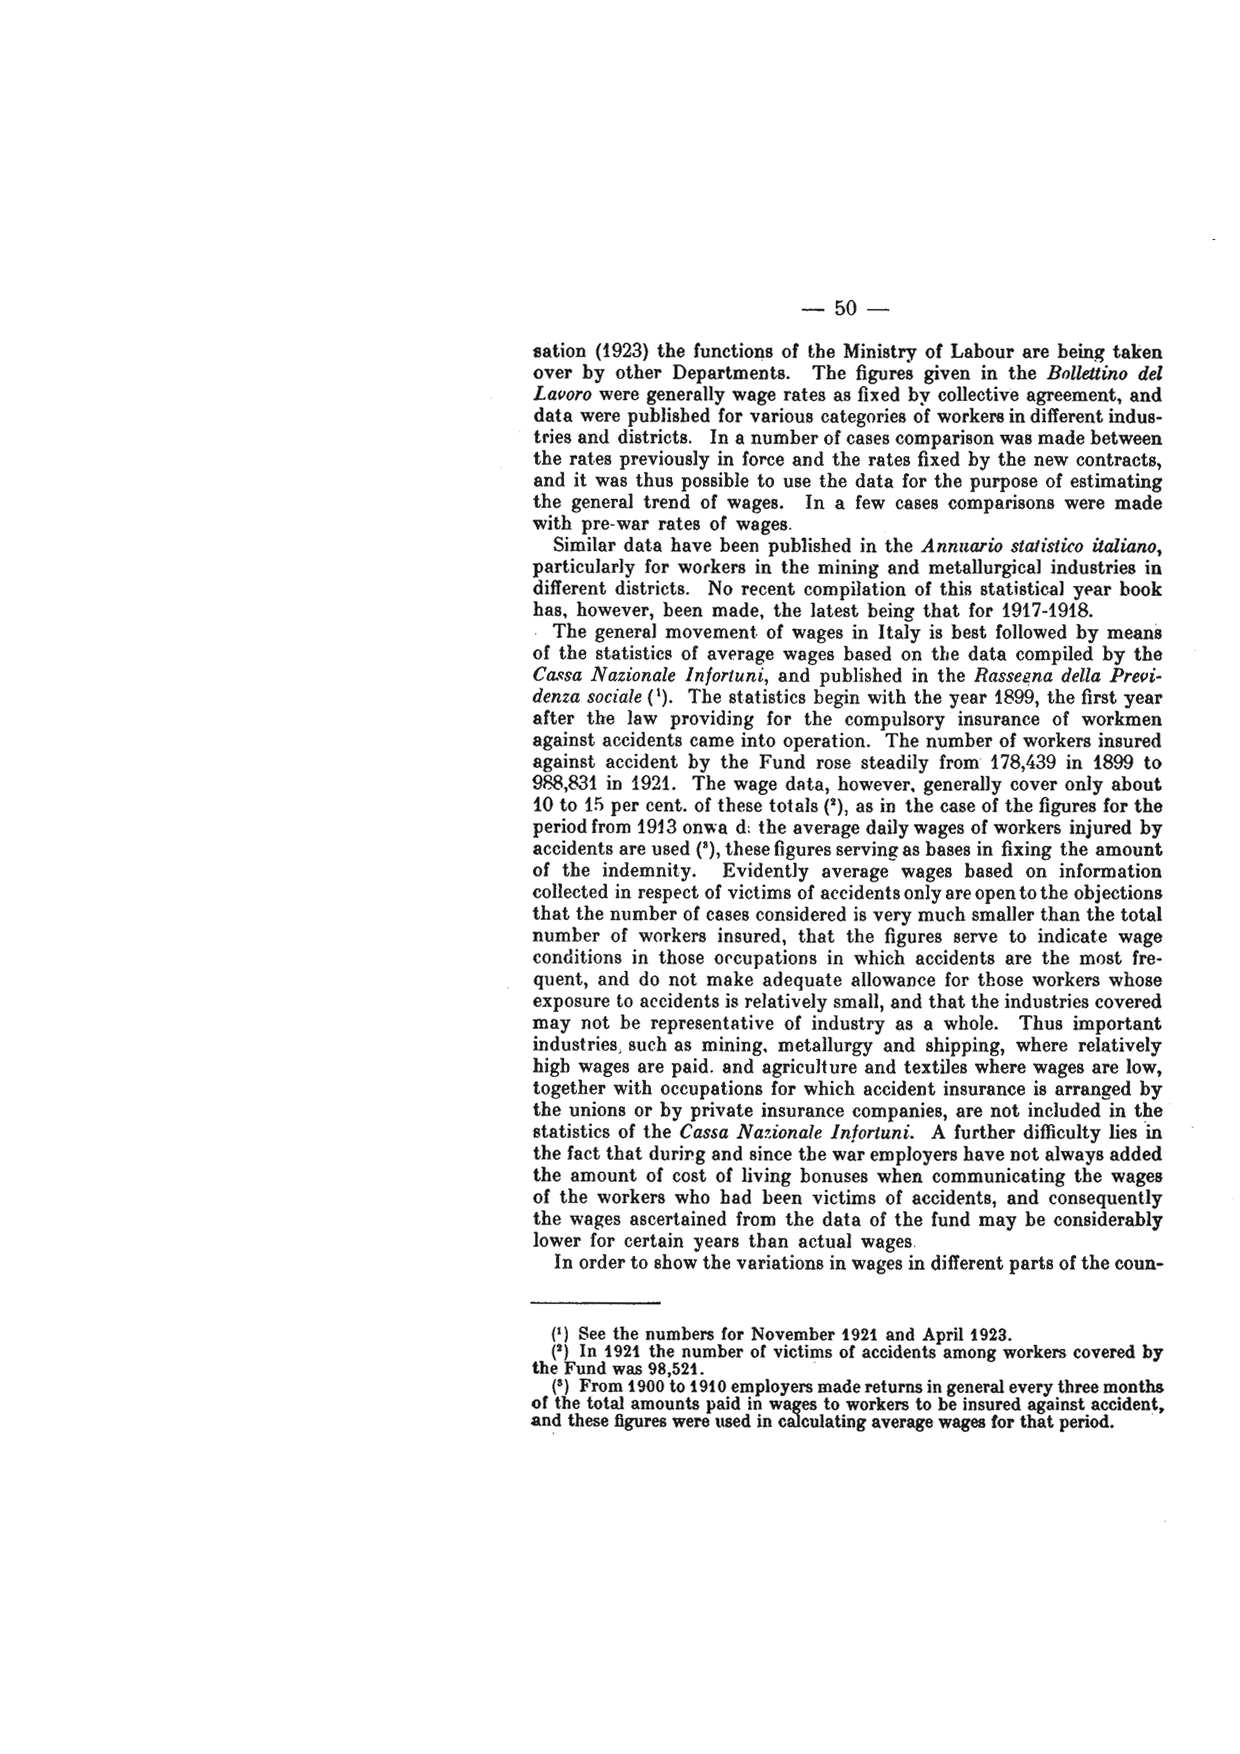 — 50 —
sation (1923) the functions of the Ministry of Labour are being taken
over by other Departments. The figures given in the Bollettino del
Lavoro were generally wage rates as fixed by collective agreement, and
data were published for various categories of workers in different indus-
tries and districts. In a number of cases comparison was made between
the rates previously in force and the rates fixed by the new contracts,
and it was thus possible to use the data for the purpose of estimating
the general trend of wages. In a few cases comparisons were made
with pre-war rates of wages.
Similar data have been published in the Annuario statistico italiano,
particularly for workers in the mining and metallurgical industries in
different districts. No recent compilation of this statistical year book
has, however, been made, the latest being that for 1917-1918.
The general movement of wages in Italy is best followed by means
of the statistics of average wages based on the data compiled by the
Cassa Nazionale Infortuni, and published in the Rassegna della Previ-
denza sociale (¹). The statistics begin with the year 1899, the first year
after the law providing for the compulsory insurance of workmen
against accidents came into operation. The number of workers insured
against accident by the Fund rose steadily from 178,439 in 1899 to
988,831 in 1921. The wage data, however, generally cover only about
10 to 15 per cent. of these totals (²), as in the case of the figures for the
period from 1913 onwa d: the average daily wages of workers injured by
accidents are used (³), these figures serving as bases in fixing the amount
of the indemnity. Evidently average wages based on information
collected in respect of victims of accidents only are open to the objections
that the number of cases considered is very much smaller than the total
number of workers insured, that the figures serve to indicate wage
conditions in those occupations in which accidents are the most fre-
quent, and do not make adequate allowance for those workers whose
exposure to accidents is relatively small, and that the industries covered
may not be representative of industry as a whole. Thus important
industries, such as mining, metallurgy and shipping, where relatively
high wages are paid. and agriculture and textiles where wages are low,
together with occupations for which accident insurance is arranged by
the unions or by private insurance companies, are not included in the
statistics of the Cassa Nazionale Infortuni. A further difficulty lies in
the fact that during and since the war employers have not always added
the amount of cost of living bonuses when communicating the wages
of the workers who had been victims of accidents, and consequently
the wages ascertained from the data of the fund may be considerably
lower for certain years than actual wages.
In order to show the variations in wages in different parts of the coun-
(¹) See the numbers for November 1921 and April 1923.
(²) In 1921 the number of victims of accidents among workers covered by
the Fund was 98,521.
(³) From 1900 to 1910 employers made returns in general every three months
of the total amounts paid in wages to workers to be insured against accident,
and these figures were used in calculating average wages for that period.